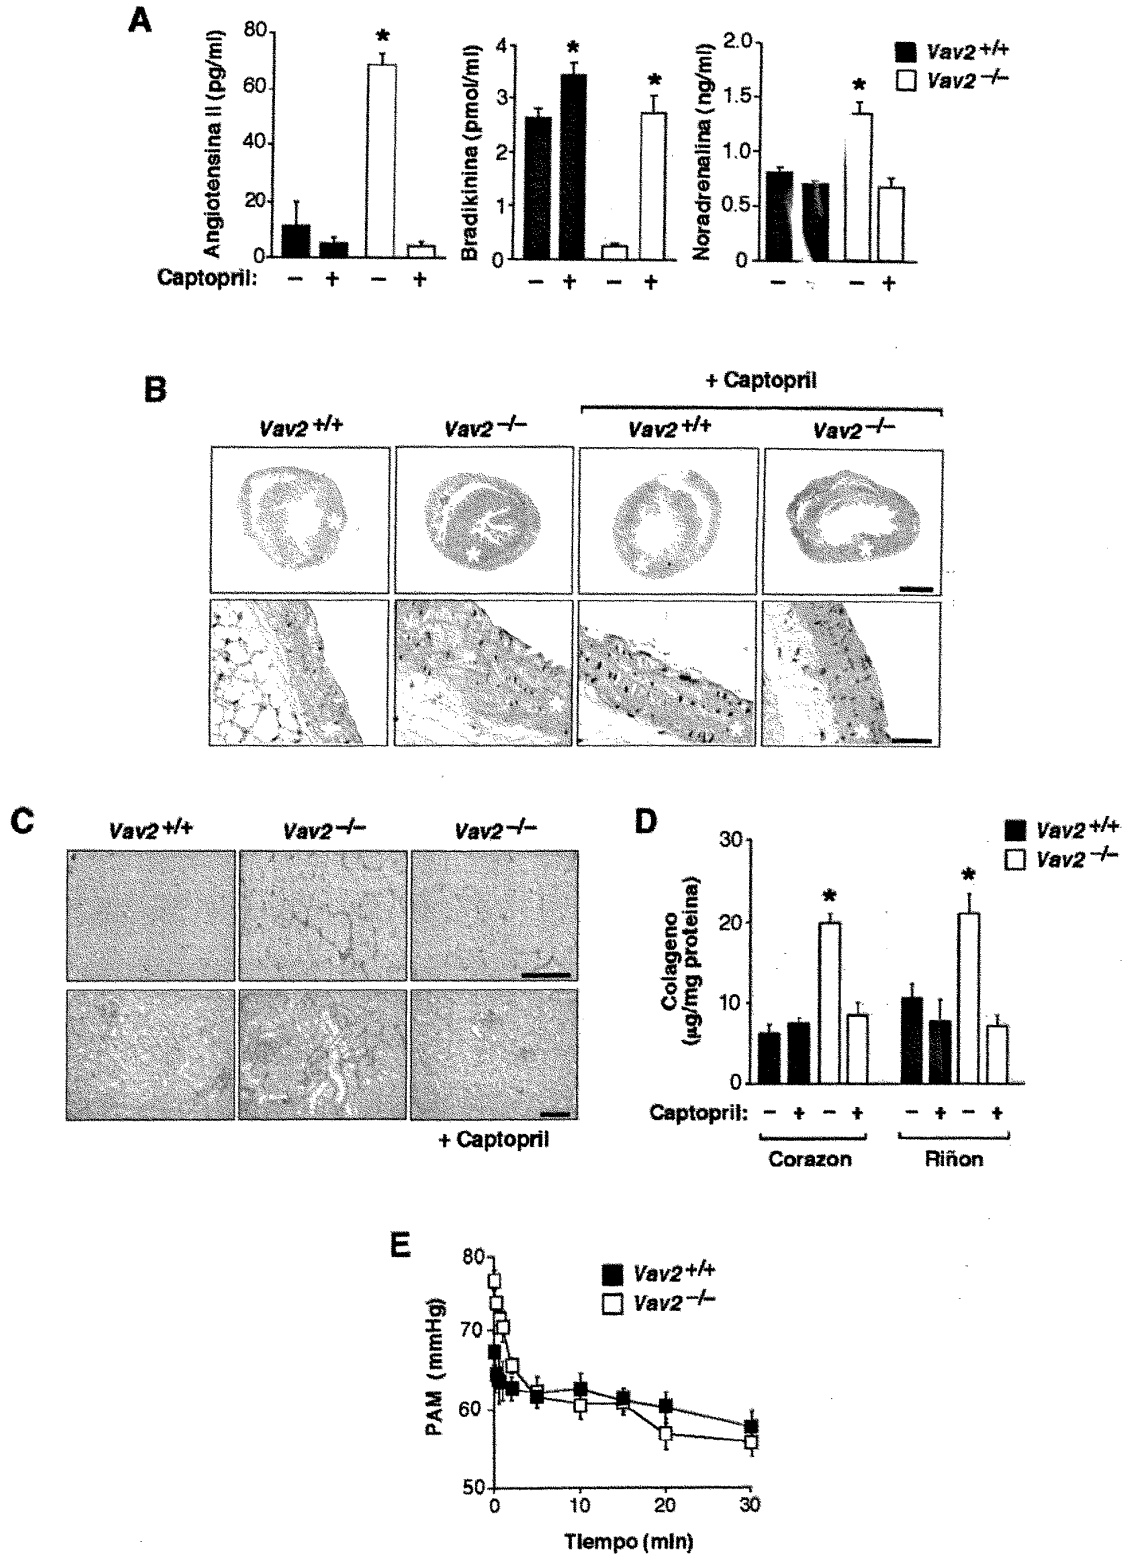 A
Angiotensina II (pg/ml)
80
60
40
20
0
*
Captopril: – + – +
Bradikinina (pmol/ml)
4
3
2
1
0
* *
– + – +
Noradrenalina (ng/ml)
2.0
1.5
1.0
0.5
0
*
– – +
Vav2 +/+
Vav2 –/–
B
+ Captopril
Vav2 +/+ Vav2 –/– Vav2 +/+ Vav2 –/–
C
Vav2 +/+ Vav2 –/– Vav2 –/–
+ Captopril
D
Vav2 +/+
Vav2 –/–
Colageno
(µg/mg proteina)
30
20
10
0
* *
Captopril: – + – + – + – +
Corazon Riñon
E
Vav2 +/+
Vav2 –/–
PAM (mmHg)
80
70
60
50
0 10 20 30
Tiempo (min)